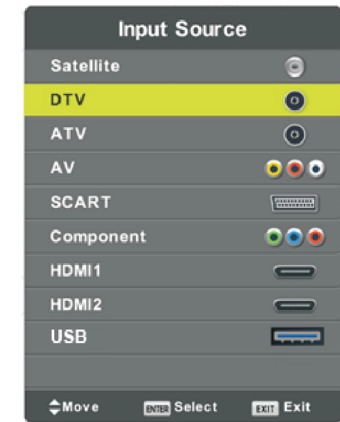 Input Source
Satellite
DTV
ATV
AV
SCART
Component
HDMI1
HDMI2
USB
Move ENTER Select EXIT Exit